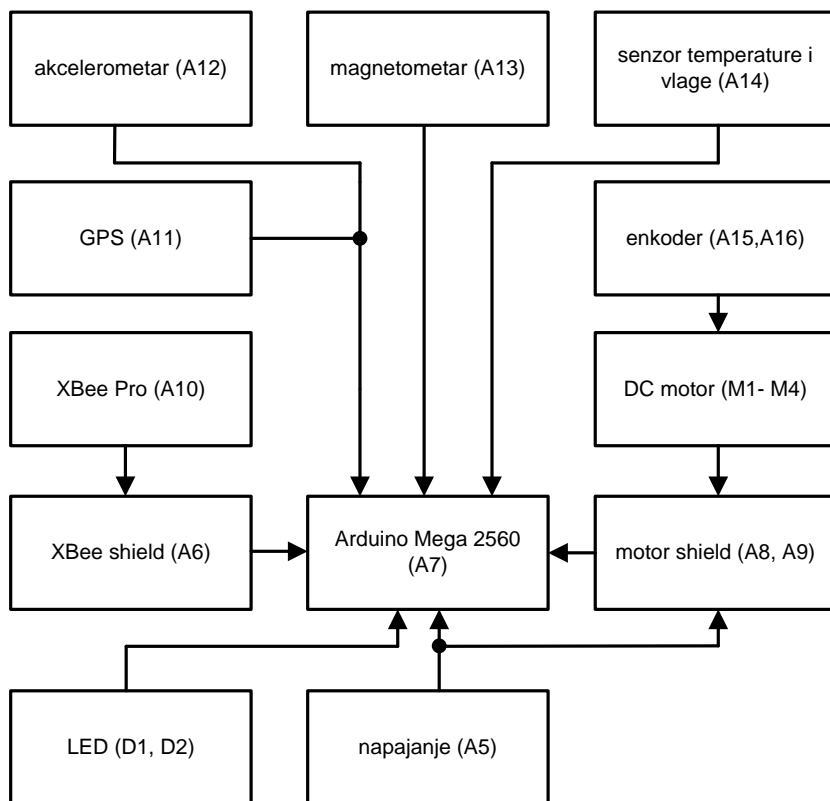 akcelerometar (A12)
magnetometar (A13)
senzor temperature i
vlage (A14)
GPS (A11)
enkoder (A15,A16)
XBee Pro (A10)
DC motor (M1- M4)
XBee shield (A6)
Arduino Mega 2560
(A7)
motor shield (A8, A9)
LED (D1, D2)
napajanje (A5)